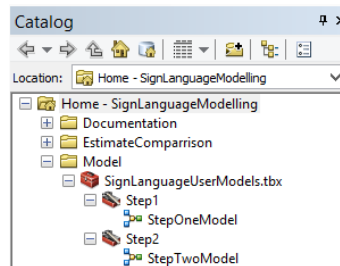 Catalog
Location: Home - SignLanguageModelling
Home - SignLanguageModelling
Documentation
EstimateComparrison
Model
SignLanguageUserModels.tbx
Step1
StepOneModel
Step2
StepTwoModel